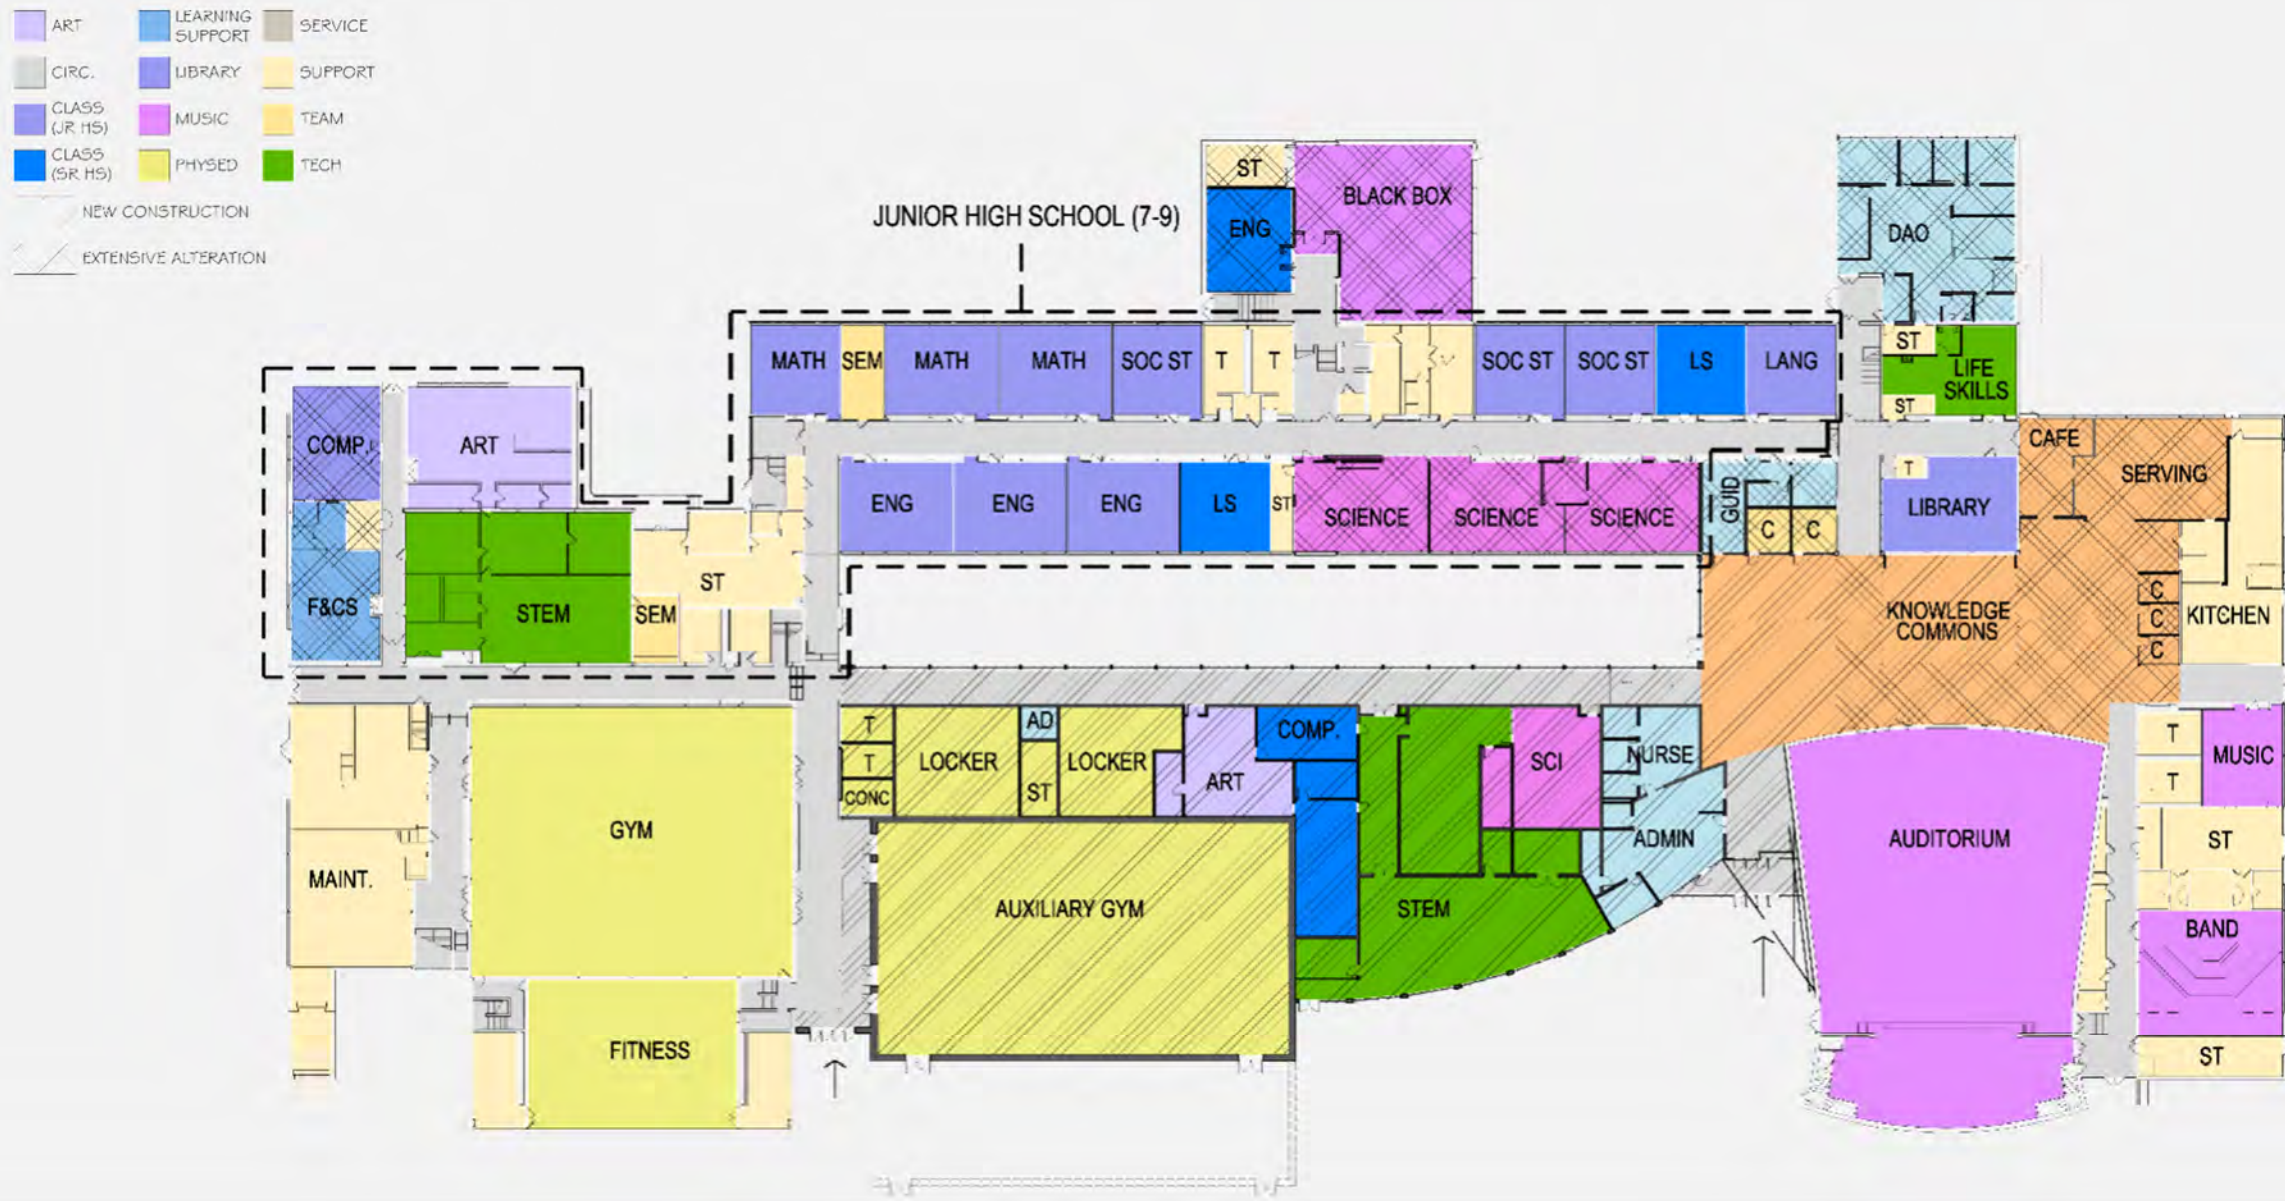 ART
LEARNING
SUPPORT
SERVICE
CIRC.
LIBRARY
SUPPORT
CLASS
(JR HS)
MUSIC
TEAM
CLASS
(SR HS)
PHYSED
TECH
NEW CONSTRUCTION
EXTENSIVE ALTERATION
JUNIOR HIGH SCHOOL (7-9)
ST
BLACK BOX
ENG
DAO
MATH
SEM
MATH
MATH
SOC ST
T
T
SOC ST
SOC ST
LS
LANG
ST
LIFE
SKILLS
ST
COMP.
ART
CAFE
SERVING
T
ENG
ENG
ENG
LS
ST
SCIENCE
SCIENCE
SCIENCE
GUID
C
C
LIBRARY
F&CS
STEM
ST
SEM
KNOWLEDGE
COMMONS
C
C
C
KITCHEN
T
T
CONC
LOCKER
AD
ST
LOCKER
ART
COMP.
SCI
NURSE
T
T
MUSIC
GYM
MAINT.
AUXILIARY GYM
STEM
ADMIN
AUDITORIUM
ST
BAND
FITNESS
ST